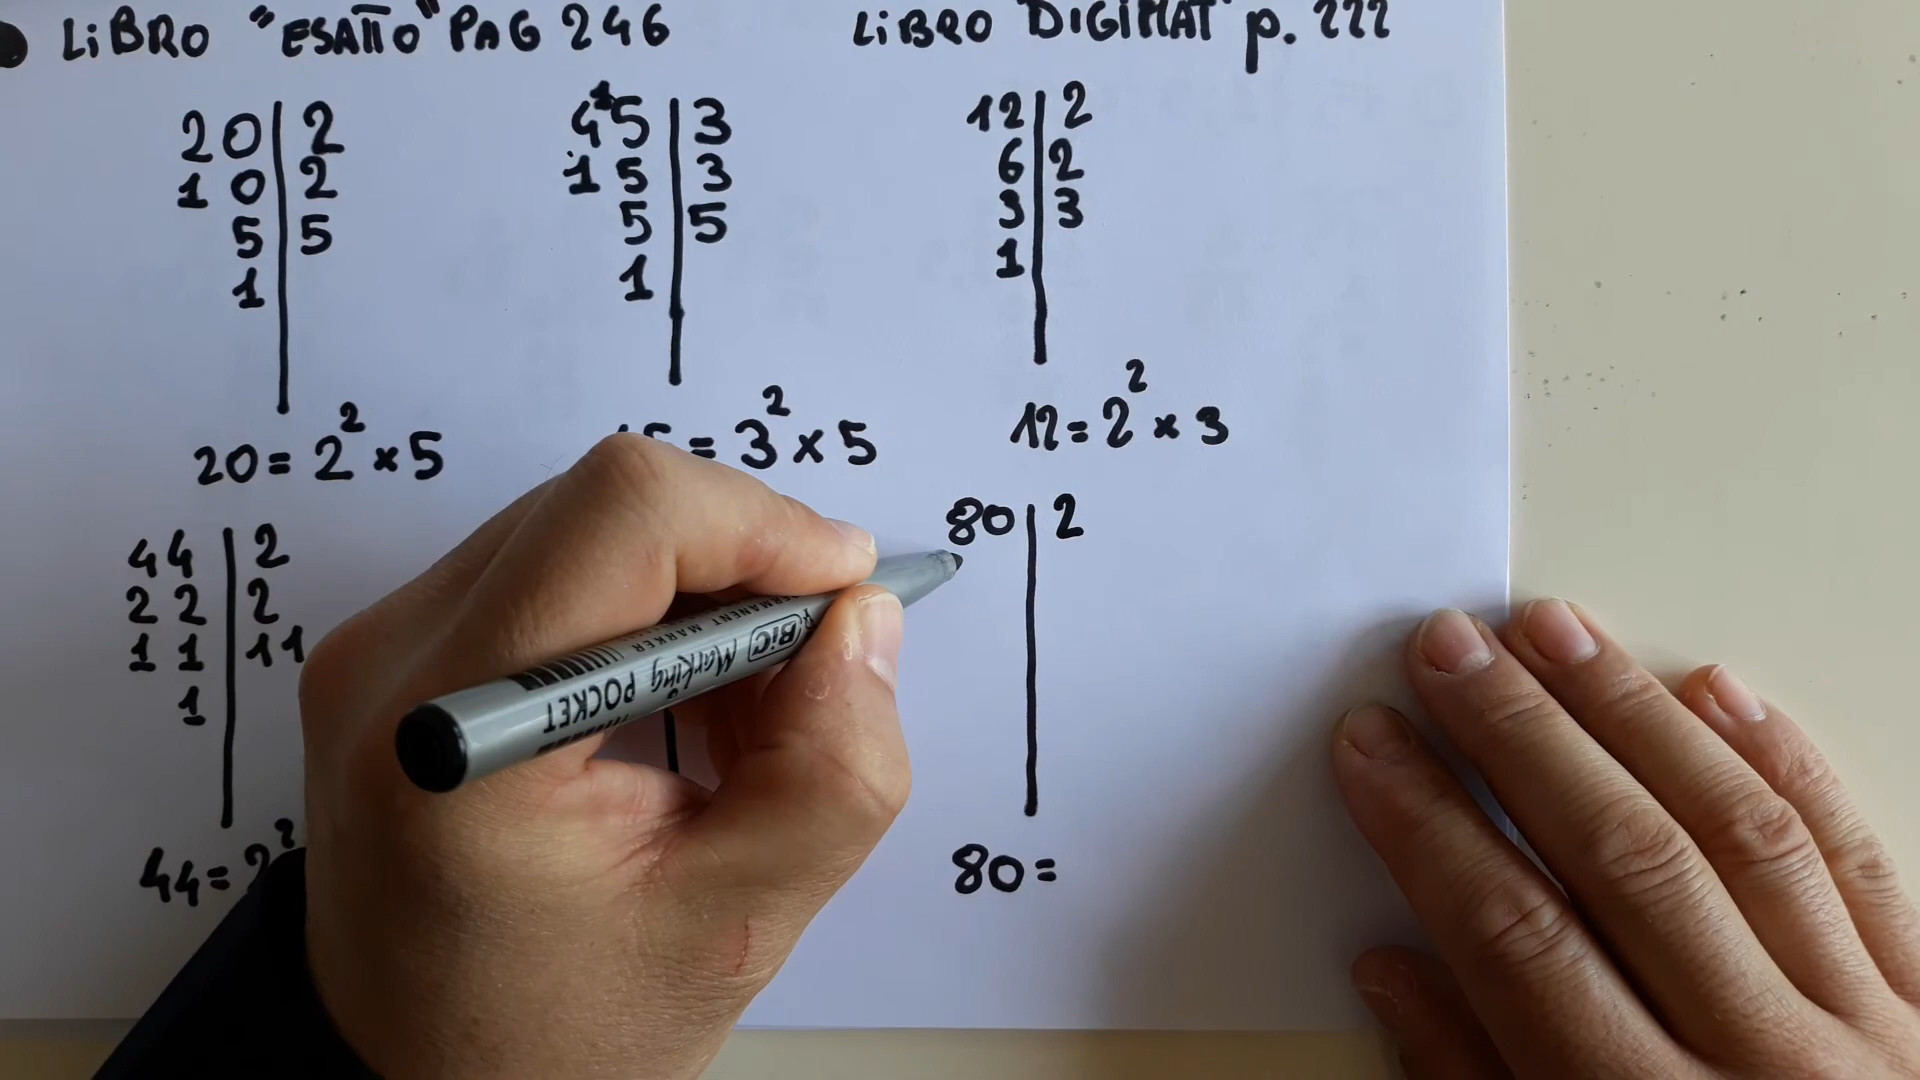 LiBRO "ESATTO" PAG 246
LiBRO DIGIMAT p. 222
20 | 2
10 | 2
5 | 5
1
20 = 2² × 5
45 | 3
15 | 3
5 | 5
1
= 3² × 5
12 | 2
6 | 2
3 | 3
1
12 = 2² × 3
44 | 2
22 | 2
11 | 11
1
44 = 2²
80 | 2
80 =
BiC Marking POCKET
PERMANENT MARKER